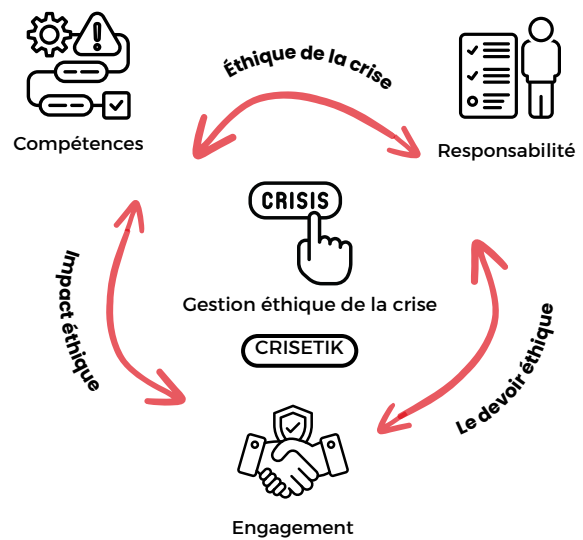 Éthique de la crise
Compétences
Responsabilité
CRISIS
Impact éthique
Gestion éthique de la crise
Le devoir éthique
CRISETIK
Engagement